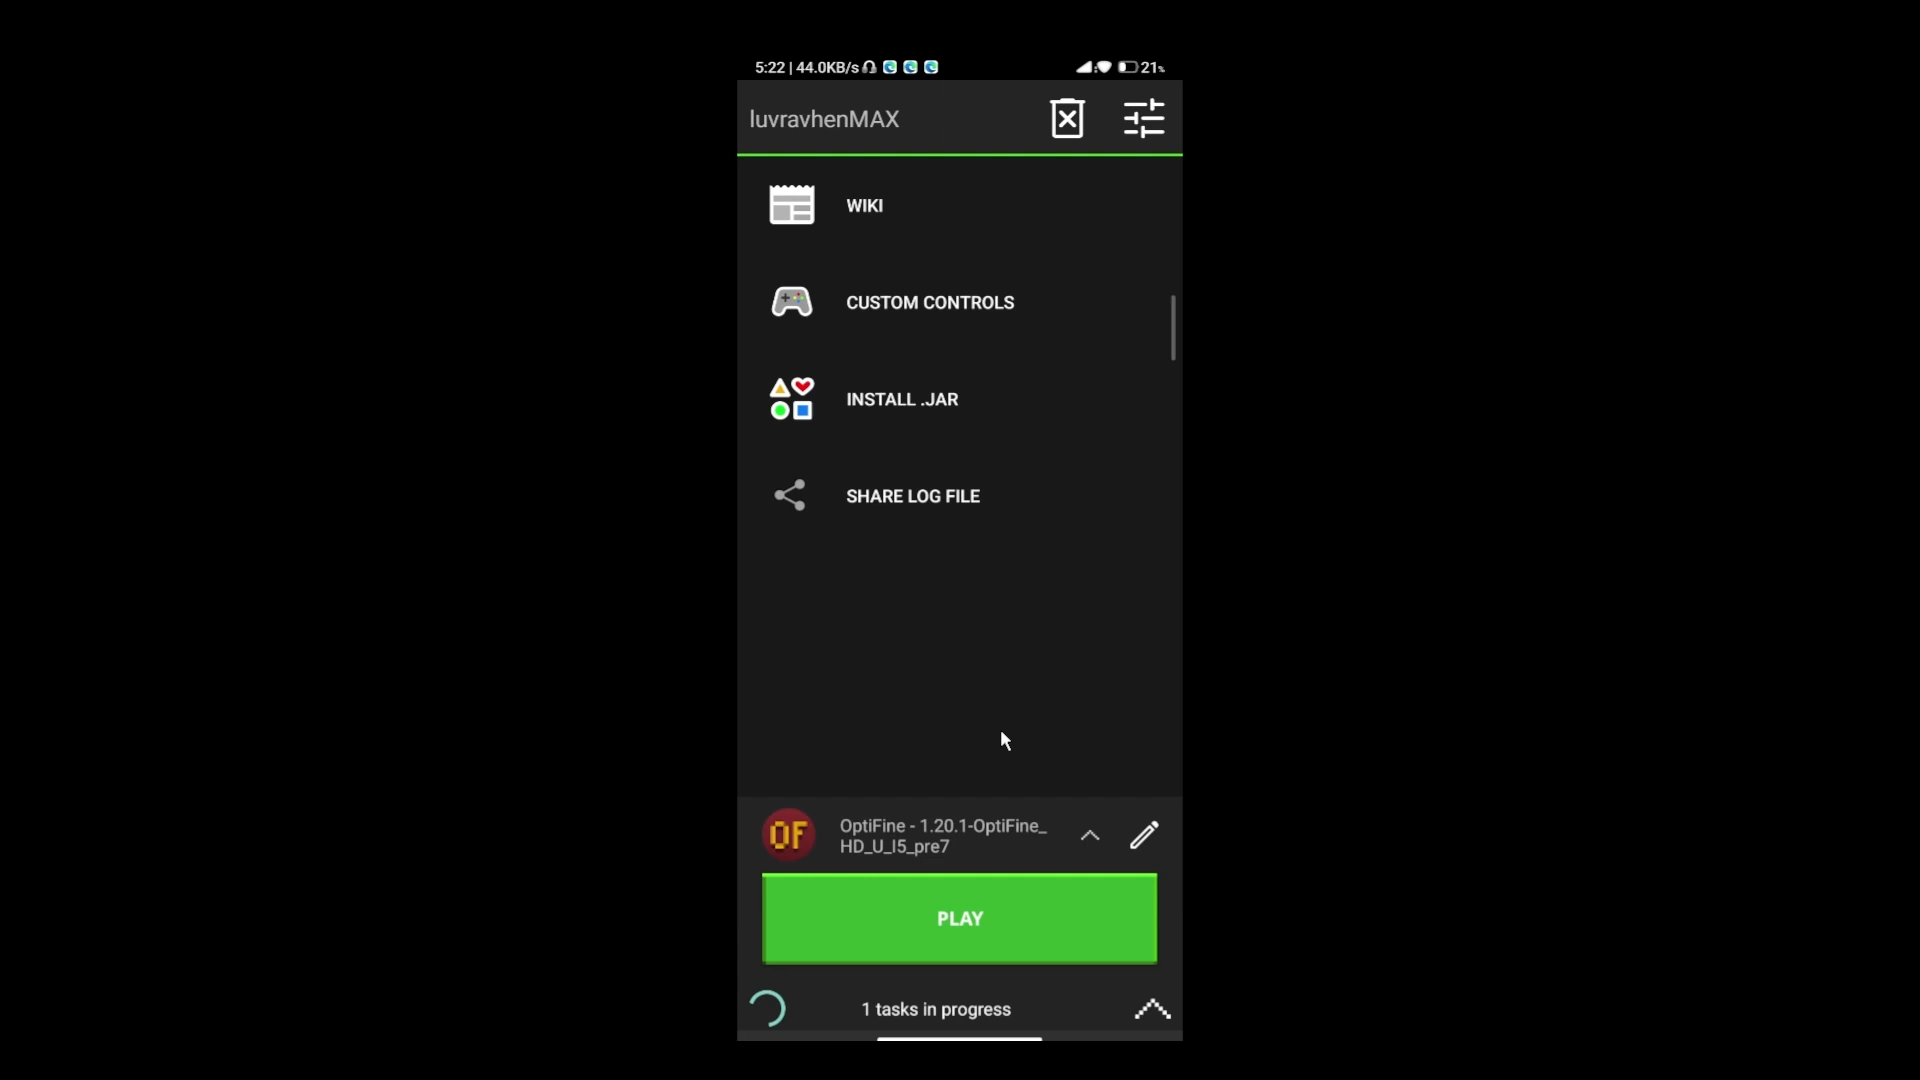 5:22 | 44.0KB/s 21%
luvravhenMAX
WIKI
CUSTOM CONTROLS
INSTALL .JAR
SHARE LOG FILE
OF
OptiFine - 1.20.1-OptiFine_
HD_U_I5_pre7
PLAY
1 tasks in progress